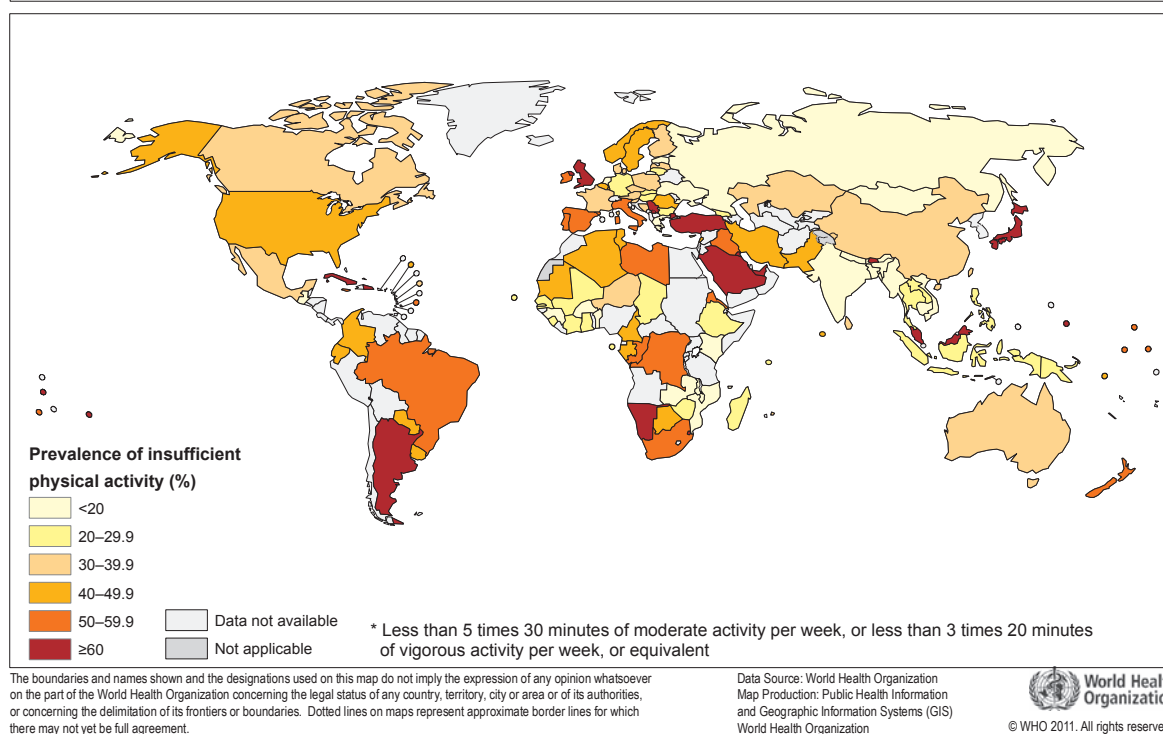 Prevalence of insufficient
physical activity (%)
<20
20–29.9
30–39.9
40–49.9
50–59.9
≥60
Data not available
Not applicable
* Less than 5 times 30 minutes of moderate activity per week, or less than 3 times 20 minutes
of vigorous activity per week, or equivalent
The boundaries and names shown and the designations used on this map do not imply the expression of any opinion whatsoever
on the part of the World Health Organization concerning the legal status of any country, territory, city or area or of its authorities,
or concerning the delimitation of its frontiers or boundaries. Dotted lines on maps represent approximate border lines for which
there may not yet be full agreement.
Data Source: World Health Organization
Map Production: Public Health Information
and Geographic Information Systems (GIS)
World Health Organization
World Heal
Organizatio
© WHO 2011. All rights reserve